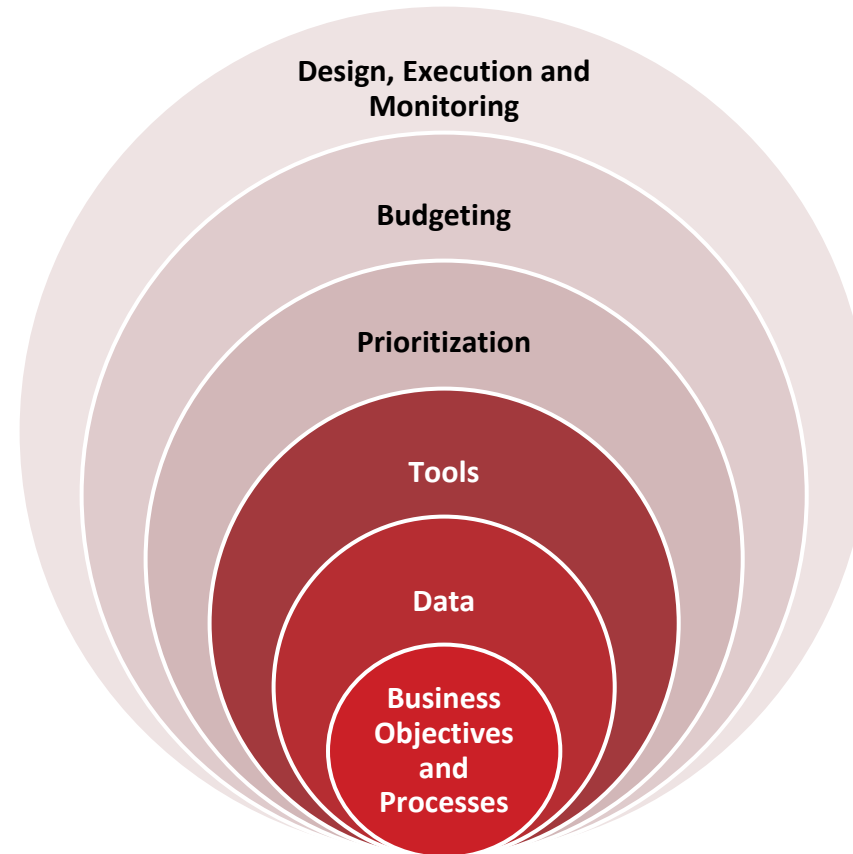 Design, Execution and
Monitoring
Budgeting
Prioritization
Tools
Data
Business
Objectives
and
Processes